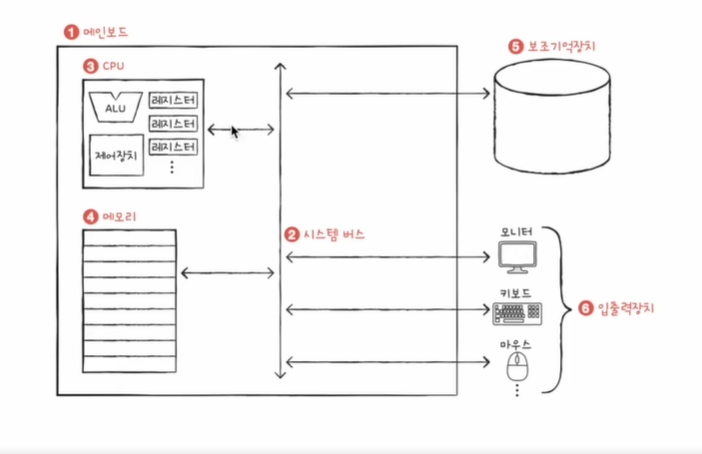 1 메인보드
3 CPU
ALU
레지스터
레지스터
레지스터
제어장치
4 메모리
2 시스템 버스
5 보조기억장치
모니터
키보드
마우스
6 입출력장치